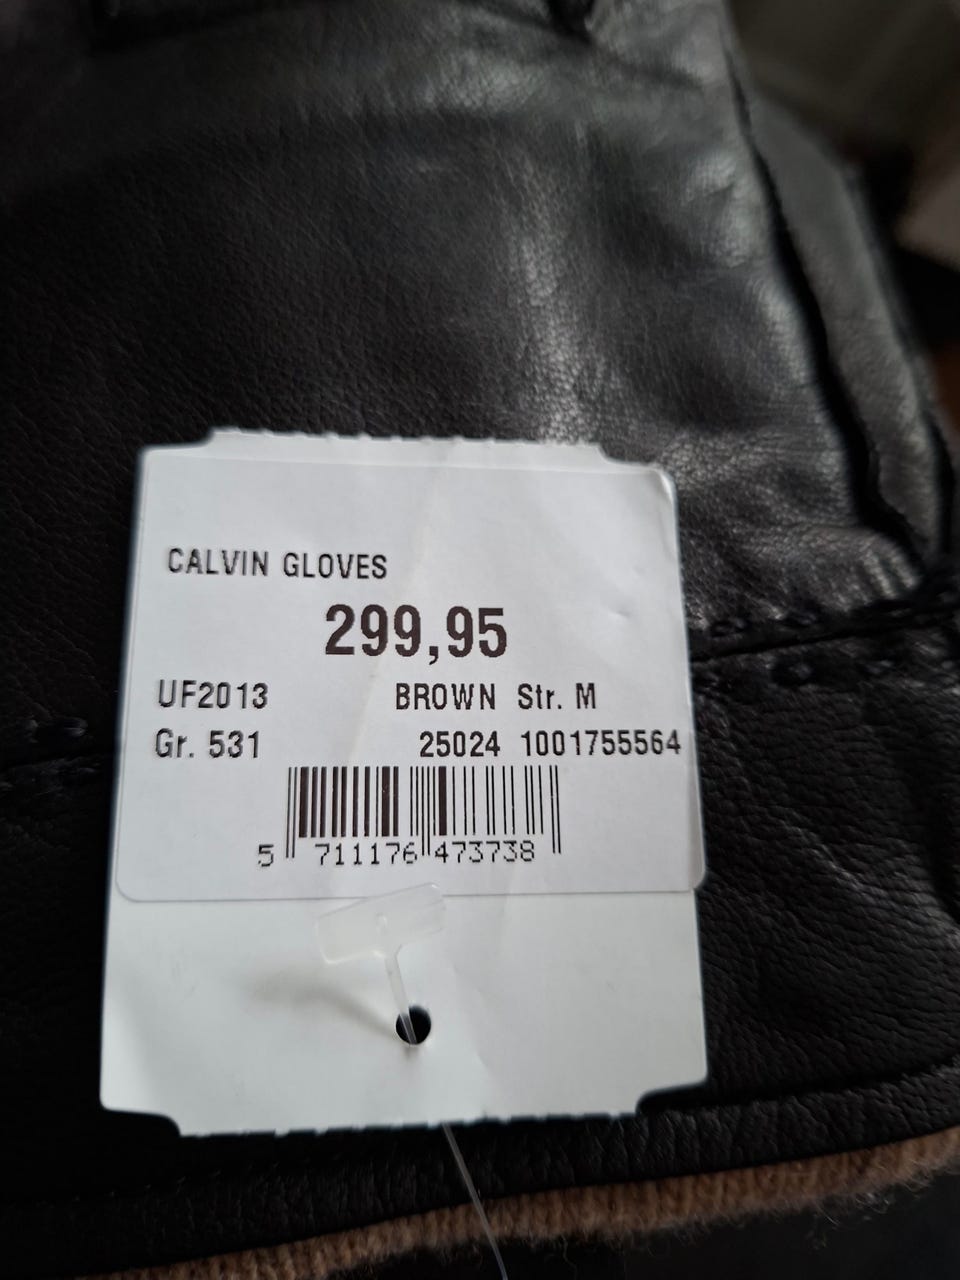 CALVIN GLOVES
299,95
UF2013 BROWN Str. M
Gr. 531 25024 1001755564
5 711176 473738